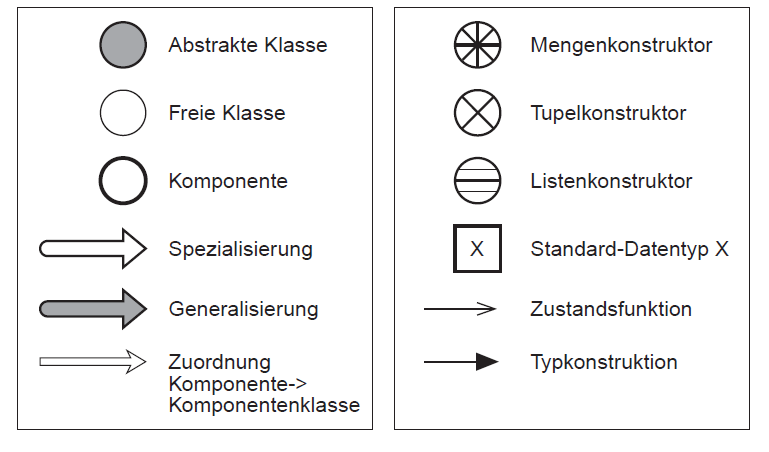 Abstrakte Klasse
Freie Klasse
Komponente
Spezialisierung
Generalisierung
Zuordnung
Komponente->
Komponentenklasse
Mengenkonstruktor
Tupelkonstruktor
Listenkonstruktor
X Standard-Datentyp X
Zustandsfunktion
Typkonstruktion